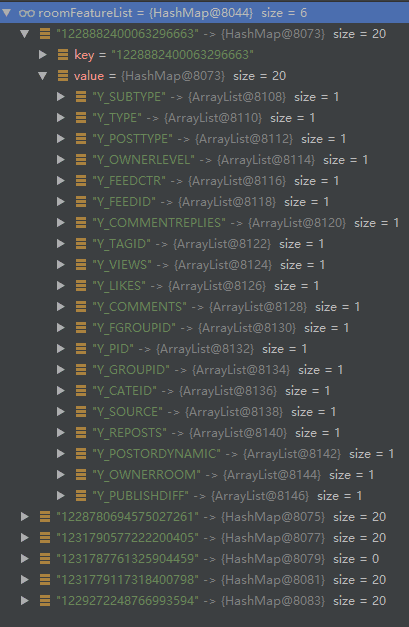 roomFeatureList = {HashMap@8044} size = 6
"1228882400063296663" -> {HashMap@8073} size = 20
key = "1228882400063296663"
value = {HashMap@8073} size = 20
"Y_SUBTYPE" -> {ArrayList@8108} size = 1
"Y_TYPE" -> {ArrayList@8110} size = 1
"Y_POSTTYPE" -> {ArrayList@8112} size = 1
"Y_OWNERLEVEL" -> {ArrayList@8114} size = 1
"Y_FEEDCTR" -> {ArrayList@8116} size = 1
"Y_FEEDID" -> {ArrayList@8118} size = 1
"Y_COMMENTREPLIES" -> {ArrayList@8120} size = 1
"Y_TAGID" -> {ArrayList@8122} size = 1
"Y_VIEWS" -> {ArrayList@8124} size = 1
"Y_LIKES" -> {ArrayList@8126} size = 1
"Y_COMMENTS" -> {ArrayList@8128} size = 1
"Y_FGROUPID" -> {ArrayList@8130} size = 1
"Y_PID" -> {ArrayList@8132} size = 1
"Y_GROUPID" -> {ArrayList@8134} size = 1
"Y_CATEID" -> {ArrayList@8136} size = 1
"Y_SOURCE" -> {ArrayList@8138} size = 1
"Y_REPOSTS" -> {ArrayList@8140} size = 1
"Y_POSTORDYNAMIC" -> {ArrayList@8142} size = 1
"Y_OWNERROOM" -> {ArrayList@8144} size = 1
"Y_PUBLISHDIFF" -> {ArrayList@8146} size = 1
"1228780694575027261" -> {HashMap@8075} size = 20
"1231790577222200405" -> {HashMap@8077} size = 20
"1231787761325904459" -> {HashMap@8079} size = 0
"1231779117318400798" -> {HashMap@8081} size = 20
"1229272248766993594" -> {HashMap@8083} size = 20